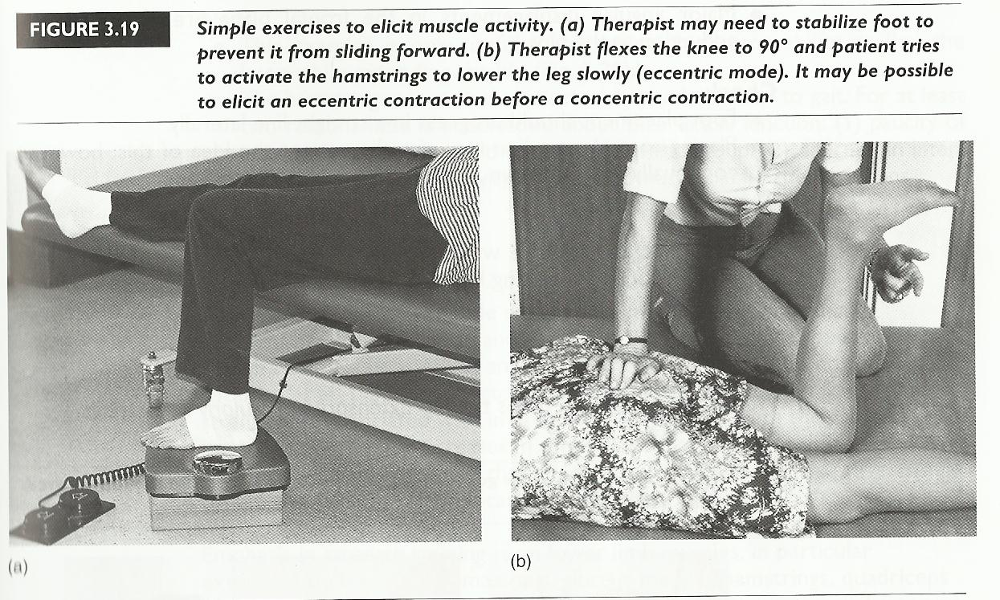 FIGURE 3.19
Simple exercises to elicit muscle activity. (a) Therapist may need to stabilize foot to
prevent it from sliding forward. (b) Therapist flexes the knee to 90° and patient tries
to activate the hamstrings to lower the leg slowly (eccentric mode). It may be possible
to elicit an eccentric contraction before a concentric contraction.
(a)
(b)